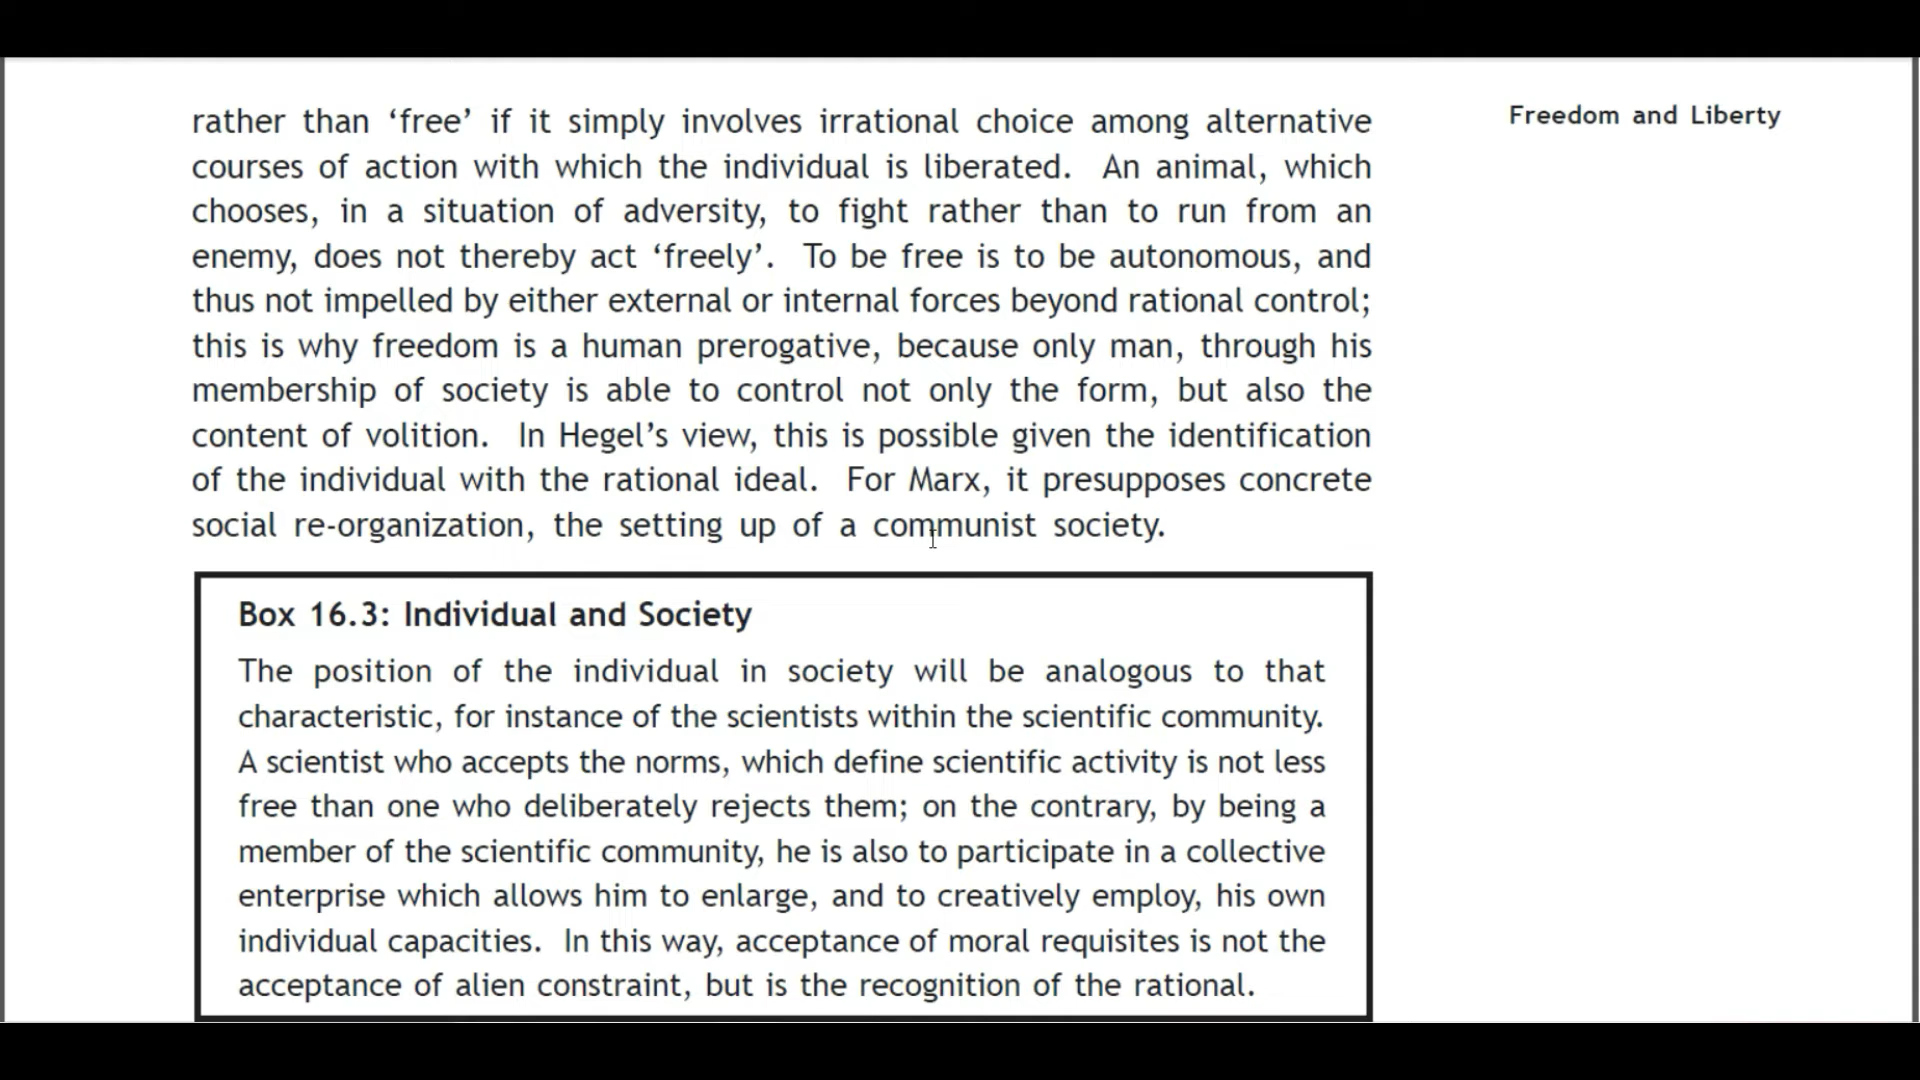 rather than ‘free’ if it simply involves irrational choice among alternative
courses of action with which the individual is liberated. An animal, which
chooses, in a situation of adversity, to fight rather than to run from an
enemy, does not thereby act ‘freely’. To be free is to be autonomous, and
thus not impelled by either external or internal forces beyond rational control;
this is why freedom is a human prerogative, because only man, through his
membership of society is able to control not only the form, but also the
content of volition. In Hegel’s view, this is possible given the identification
of the individual with the rational ideal. For Marx, it presupposes concrete
social re-organization, the setting up of a communist society.
Freedom and Liberty
Box 16.3: Individual and Society
The position of the individual in society will be analogous to that
characteristic, for instance of the scientists within the scientific community.
A scientist who accepts the norms, which define scientific activity is not less
free than one who deliberately rejects them; on the contrary, by being a
member of the scientific community, he is also to participate in a collective
enterprise which allows him to enlarge, and to creatively employ, his own
individual capacities. In this way, acceptance of moral requisites is not the
acceptance of alien constraint, but is the recognition of the rational.